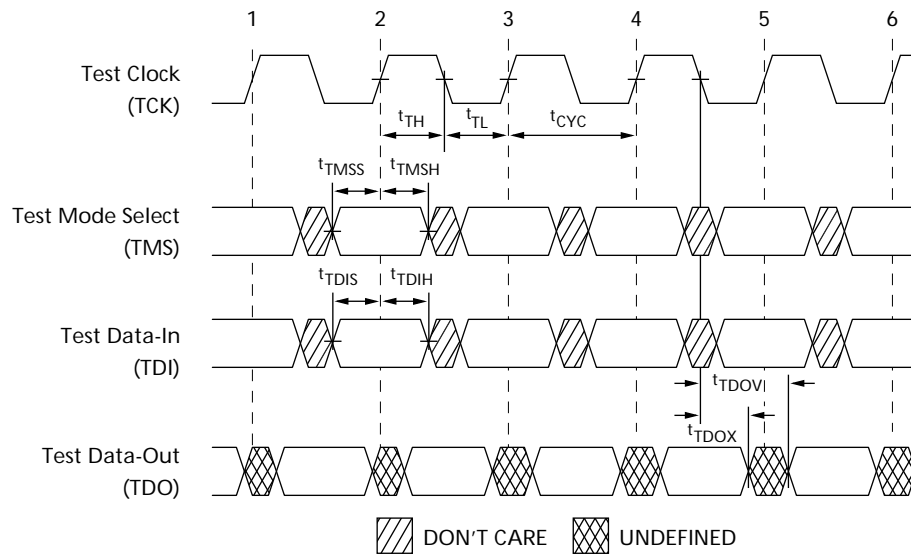 1 2 3 4 5 6
Test Clock
(TCK)
tTH tTL tCYC
tTMSS tTMSH
Test Mode Select
(TMS)
tTDIS tTDIH
Test Data-In
(TDI)
tTDOV
tTDOX
Test Data-Out
(TDO)
DON'T CARE UNDEFINED